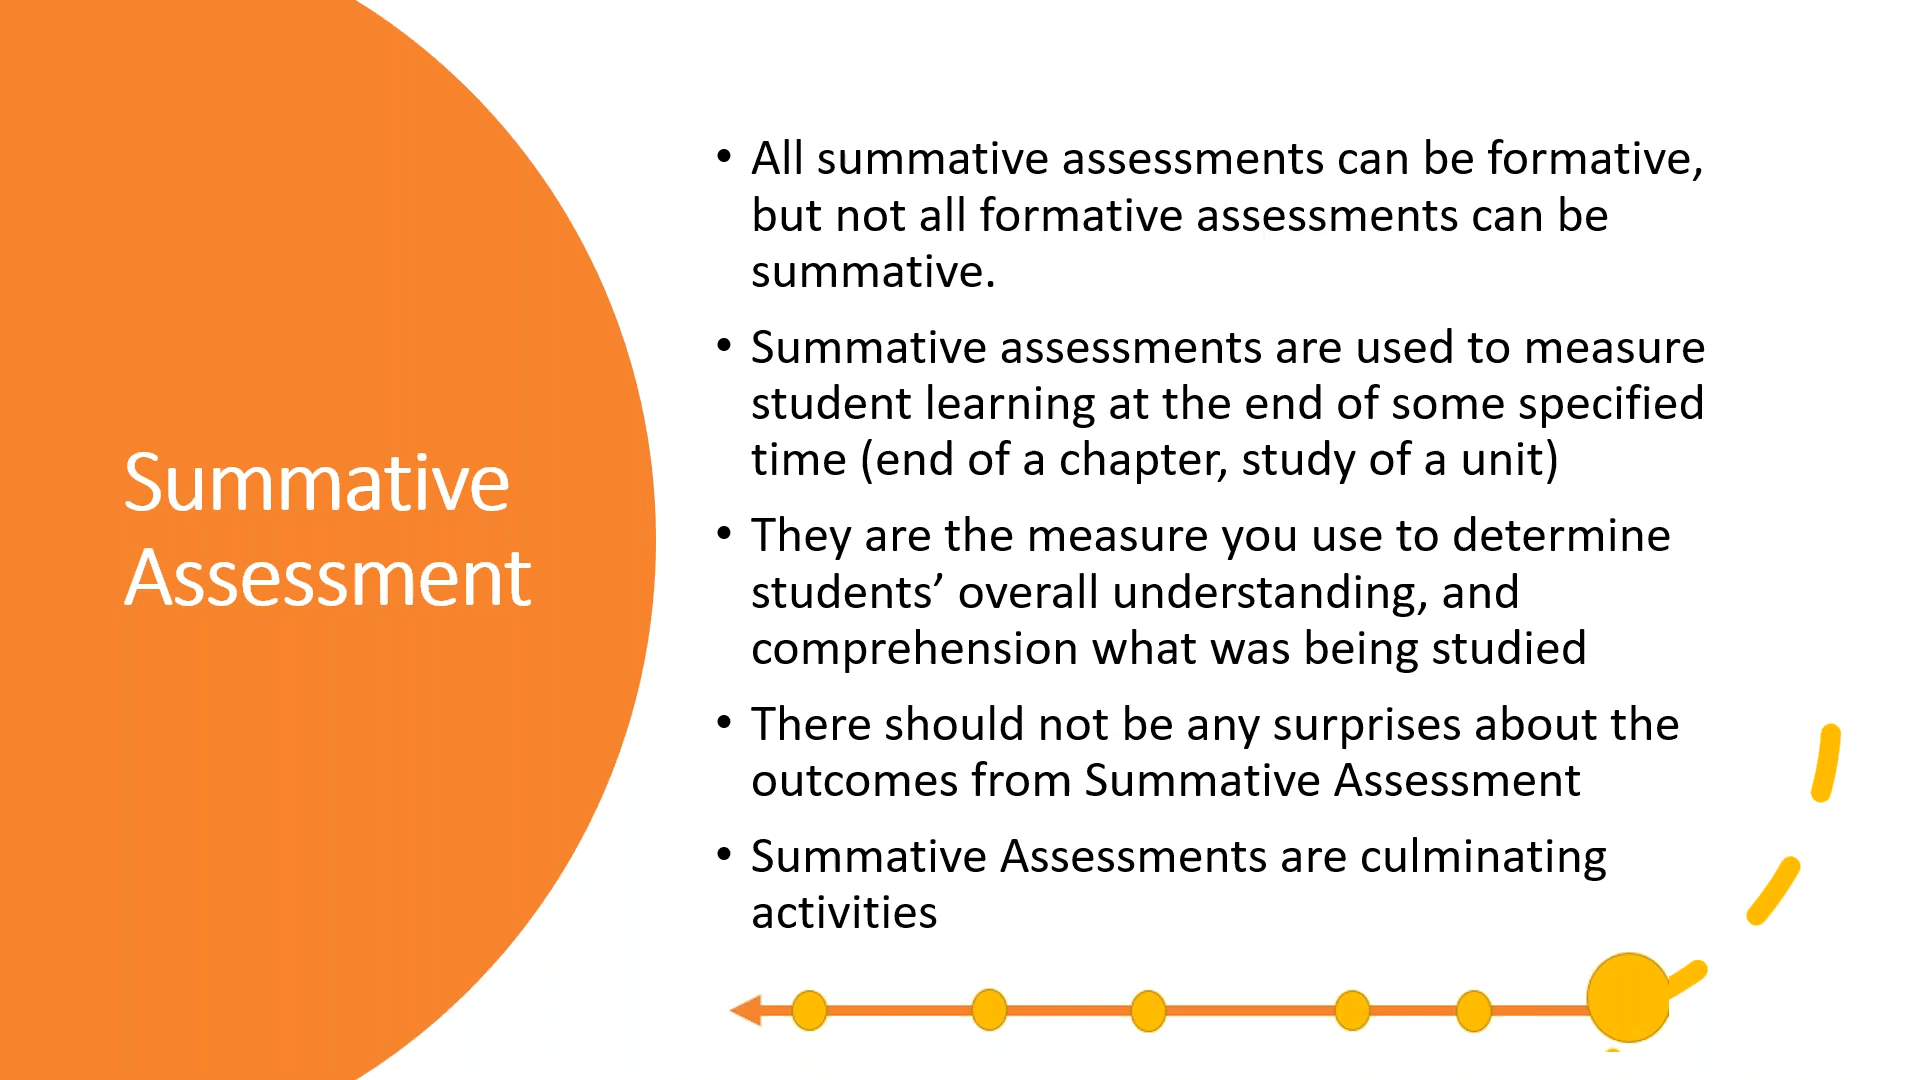 Summative
Assessment
• All summative assessments can be formative,
but not all formative assessments can be
summative.
• Summative assessments are used to measure
student learning at the end of some specified
time (end of a chapter, study of a unit)
• They are the measure you use to determine
students’ overall understanding, and
comprehension what was being studied
• There should not be any surprises about the
outcomes from Summative Assessment
• Summative Assessments are culminating
activities